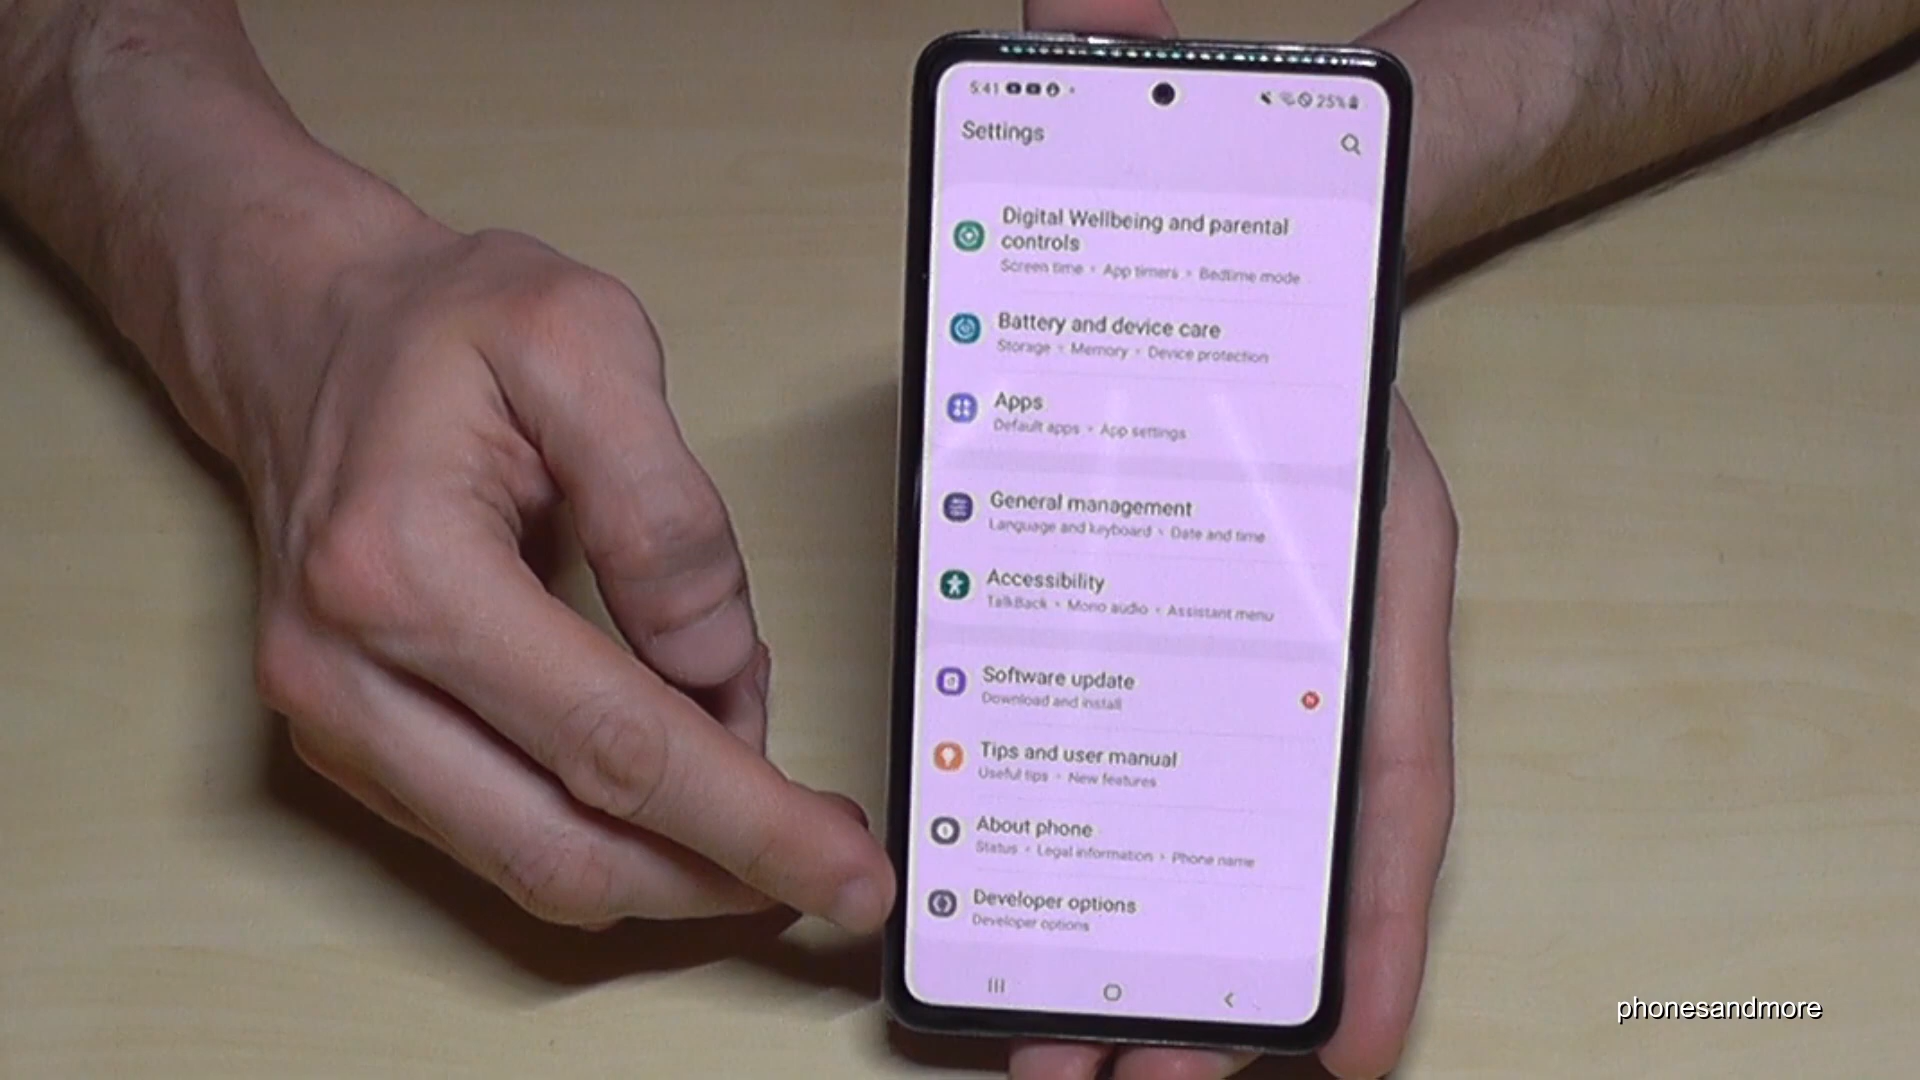 5:41
25%
Settings
Digital Wellbeing and parental
controls
Screen time • App timers • Bedtime mode
Battery and device care
Storage • Memory • Device protection
Apps
Default apps • App settings
General management
Language and keyboard • Date and time
Accessibility
TalkBack • Mono audio • Assistant menu
Software update
Download and install
N
Tips and user manual
Useful tips • New features
About phone
Status • Legal information • Phone name
Developer options
Developer options
phonesandmore